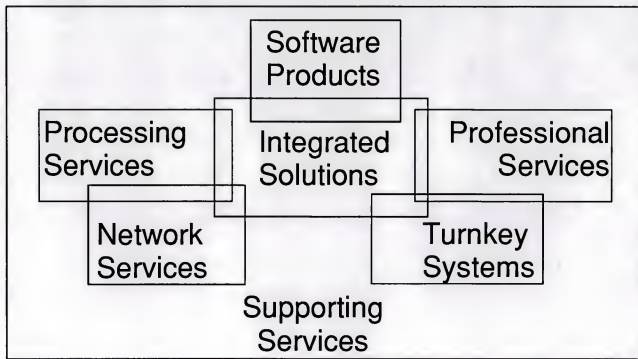 Software
Products
Processing
Services
Integrated
Solutions
Professional
Services
Network
Services
Turnkey
Systems
Supporting
Services